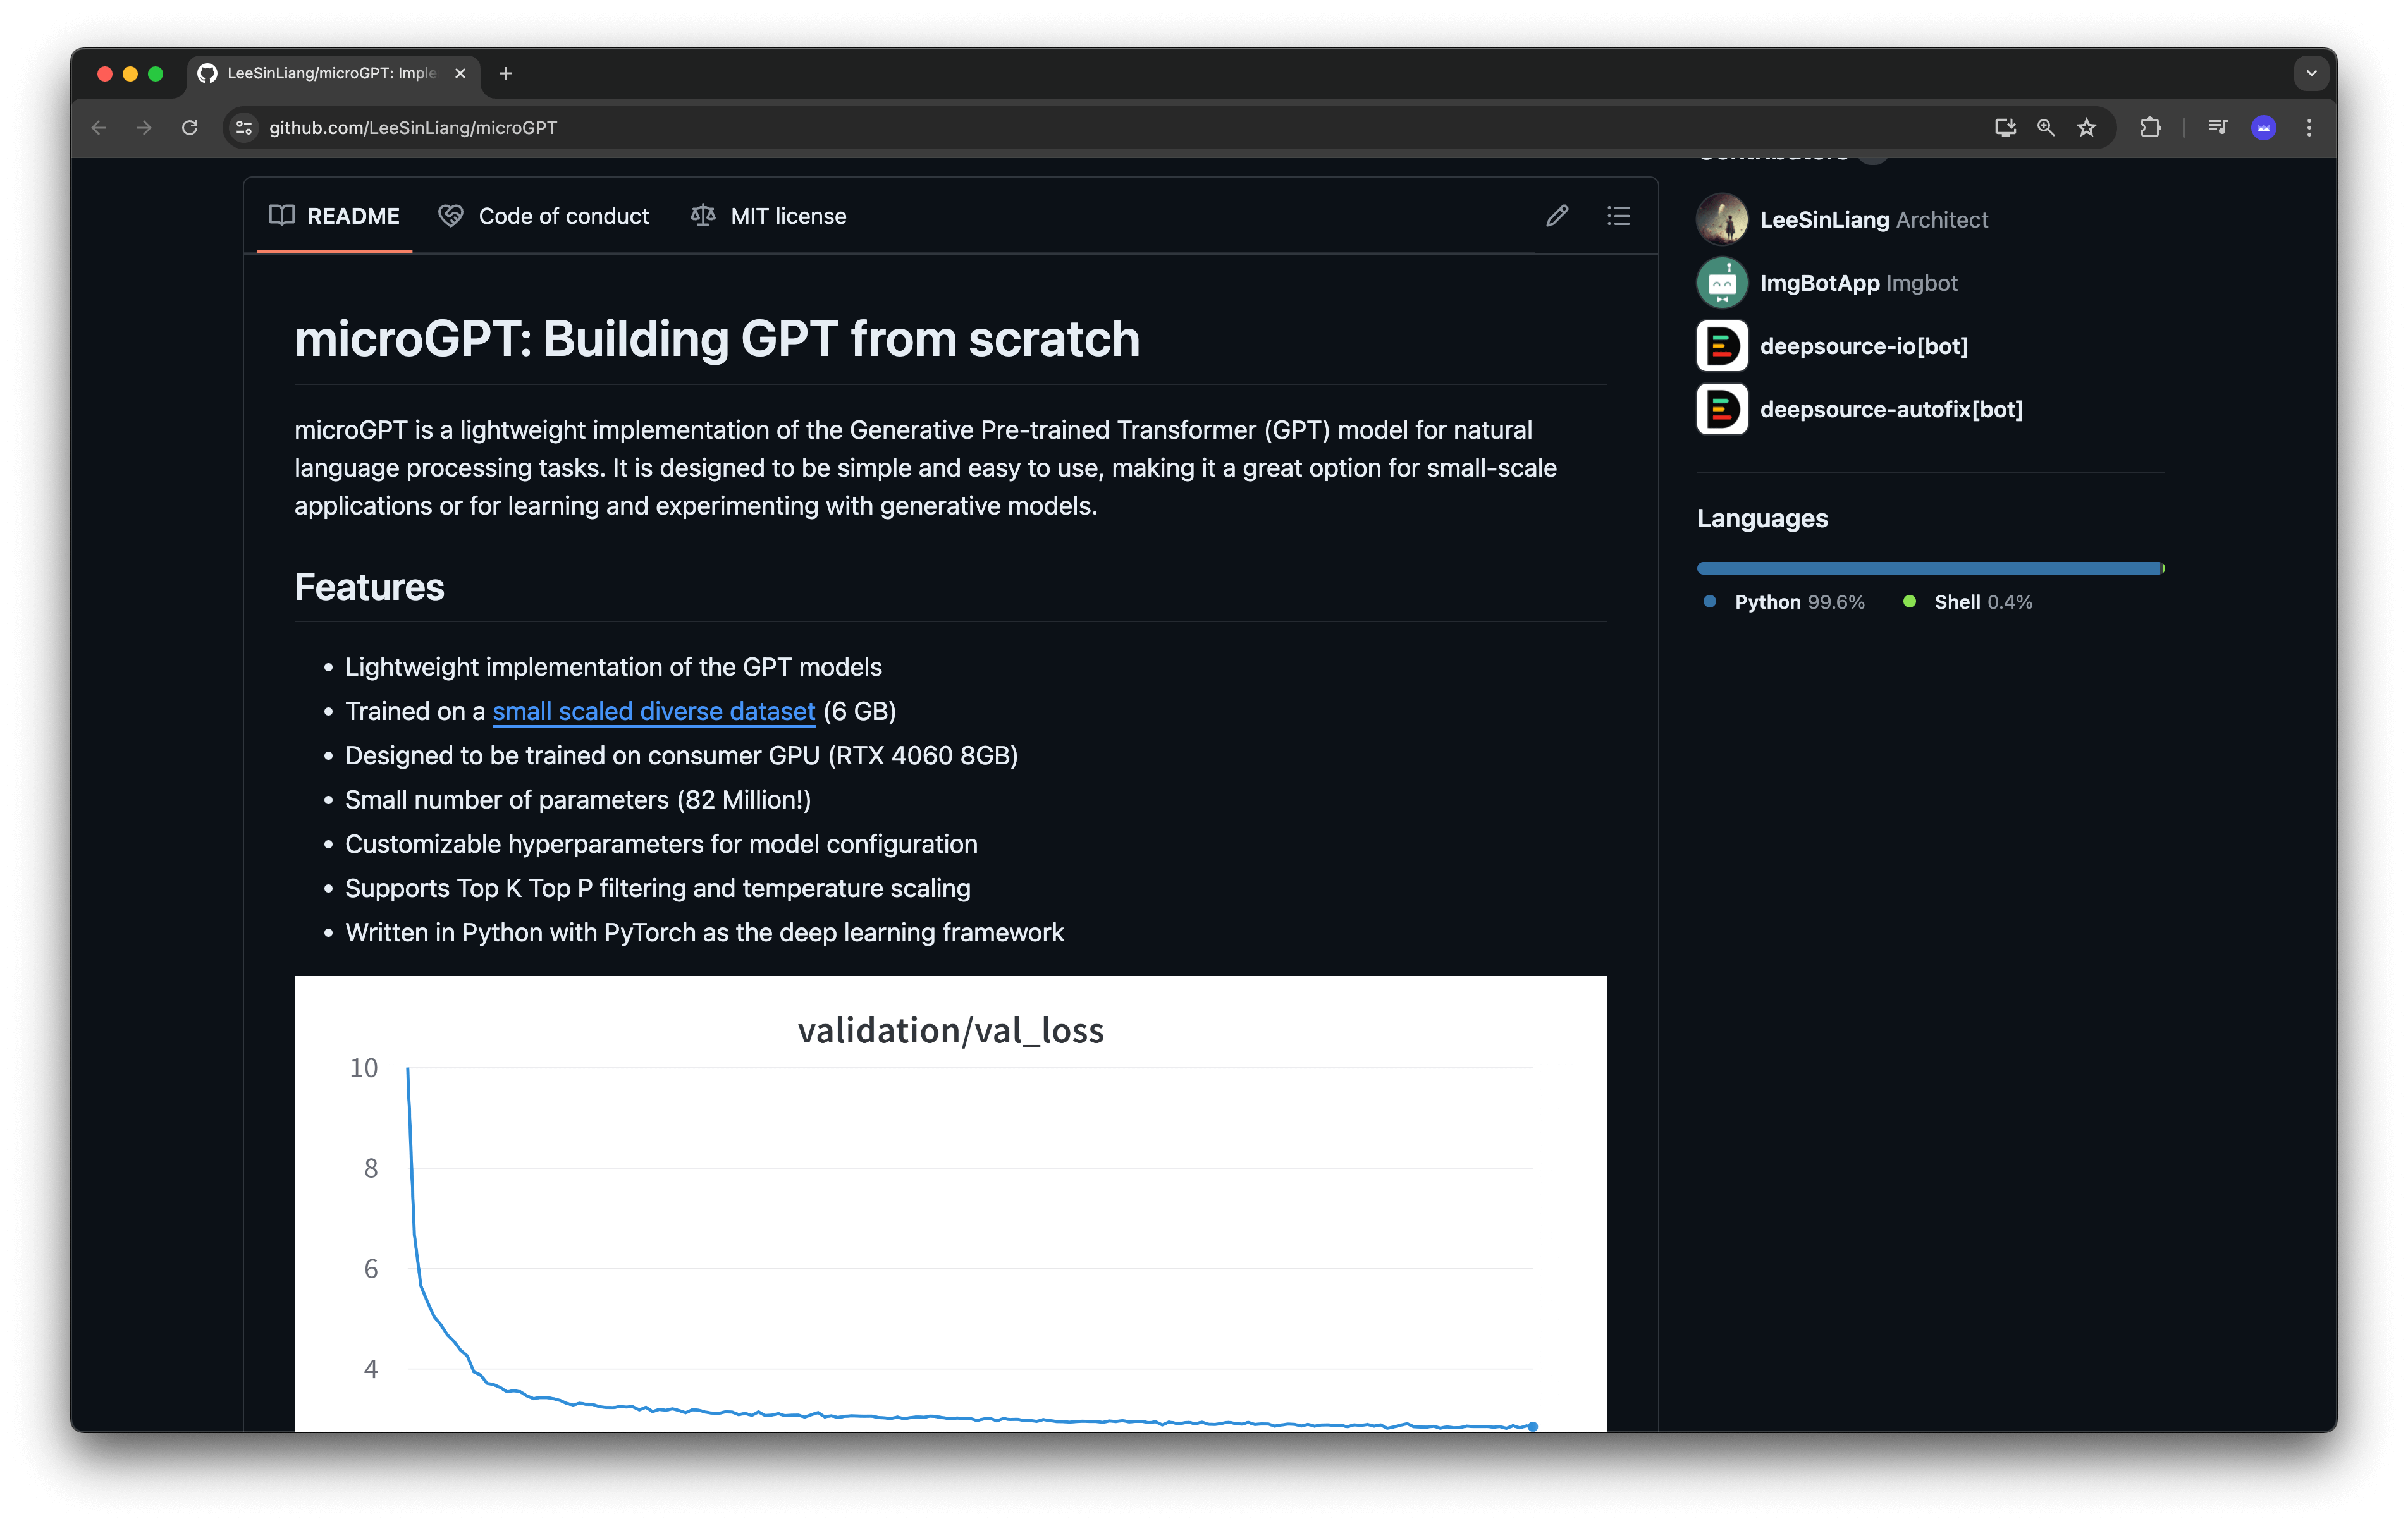 LeeSinLiang/microGPT: Imple
github.com/LeeSinLiang/microGPT
README
Code of conduct
MIT license
microGPT: Building GPT from scratch
microGPT is a lightweight implementation of the Generative Pre-trained Transformer (GPT) model for natural
language processing tasks. It is designed to be simple and easy to use, making it a great option for small-scale
applications or for learning and experimenting with generative models.
Features
Lightweight implementation of the GPT models
Trained on a small scaled diverse dataset (6 GB)
Designed to be trained on consumer GPU (RTX 4060 8GB)
Small number of parameters (82 Million!)
Customizable hyperparameters for model configuration
Supports Top K Top P filtering and temperature scaling
Written in Python with PyTorch as the deep learning framework
validation/val_loss
10
8
6
4
Contributors
LeeSinLiang Architect
ImgBotApp Imgbot
deepsource-io[bot]
deepsource-autofix[bot]
Languages
Python 99.6%
Shell 0.4%